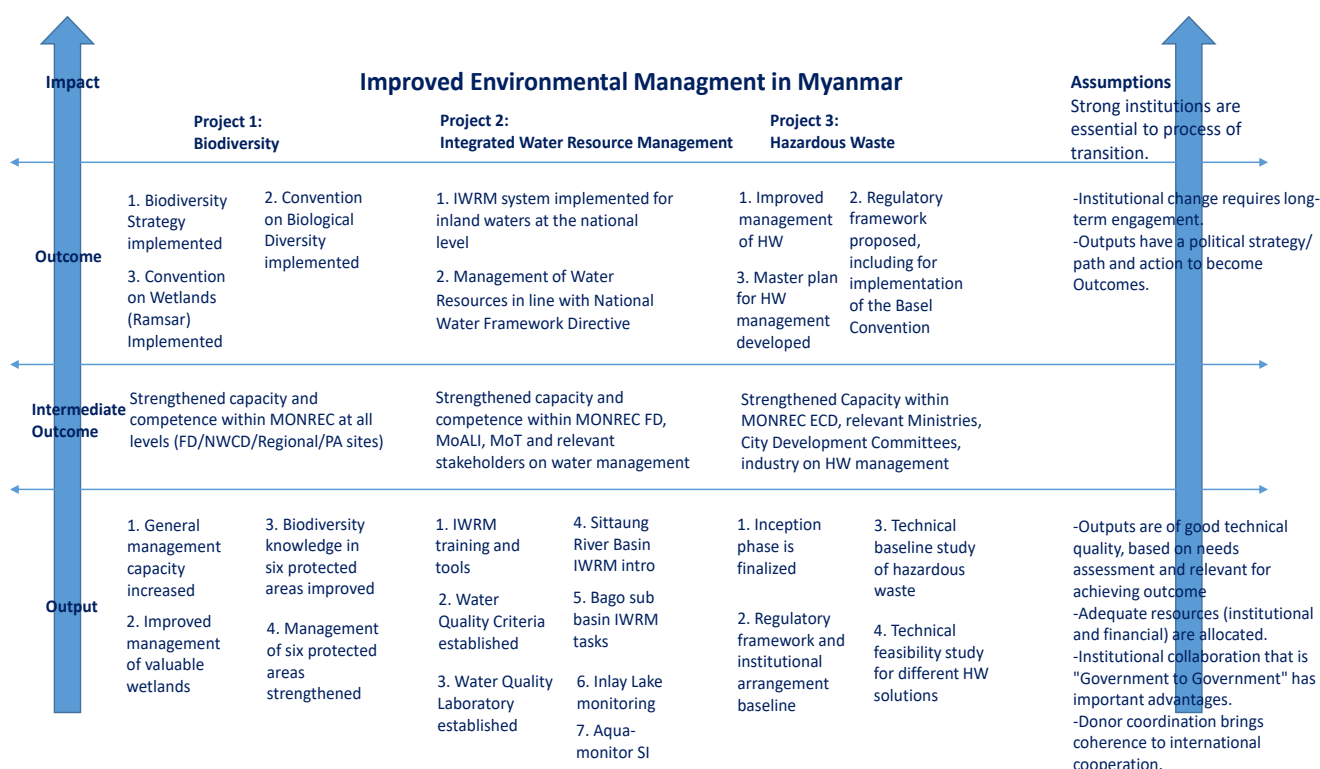 Impact
Improved Environmental Managment in Myanmar
Project 1:
Biodiversity
Project 2:
Integrated Water Resource Management
Project 3:
Hazardous Waste
Assumptions
Strong institutions are
essential to process of
transition.
Outcome
1. Biodiversity
Strategy
implemented
2. Convention
on Biological
Diversity
implemented
3. Convention
on Wetlands
(Ramsar)
Implemented
1. IWRM system implemented for
inland waters at the national
level
2. Management of Water
Resources in line with National
Water Framework Directive
1. Improved
management
of HW
2. Regulatory
framework
proposed,
including for
implementation
of the Basel
Convention
3. Master plan
for HW
management
developed
-Institutional change requires long-
term engagement.
-Outputs have a political strategy/
path and action to become
Outcomes.
Intermediate
Outcome
Strengthened capacity and
competence within MONREC at all
levels (FD/NWCD/Regional/PA sites)
Strengthened capacity and
competence within MONREC FD,
MoALI, MoT and relevant
stakeholders on water management
Strengthened Capacity within
MONREC ECD, relevant Ministries,
City Development Committees,
industry on HW management
Output
1. General
management
capacity
increased
2. Improved
management
of valuable
wetlands
3. Biodiversity
knowledge in
six protected
areas improved
4. Management
of six protected
areas
strengthened
1. IWRM
training and
tools
2. Water
Quality Criteria
established
3. Water Quality
Laboratory
established
4. Sittaung
River Basin
IWRM intro
5. Bago sub
basin IWRM
tasks
6. Inlay Lake
monitoring
7. Aqua-
monitor SI
1. Inception
phase is
finalized
2. Regulatory
framework and
institutional
arrangement
baseline
3. Technical
baseline study
of hazardous
waste
4. Technical
feasibility study
for different HW
solutions
-Outputs are of good technical
quality, based on needs
assessment and relevant for
achieving outcome
-Adequate resources (institutional
and financial) are allocated.
-Institutional collaboration that is
"Government to Government" has
important advantages.
-Donor coordination brings
coherence to international
cooperation.